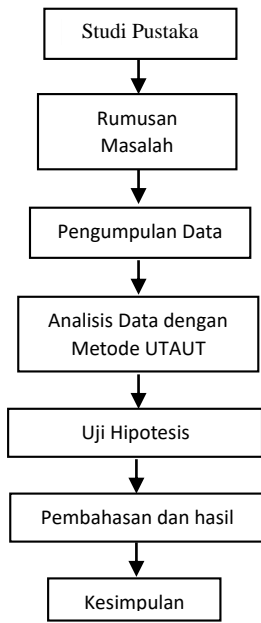 Studi Pustaka
Rumusan
Masalah
Pengumpulan Data
Analisis Data dengan
Metode UTAUT
Uji Hipotesis
Pembahasan dan hasil
Kesimpulan